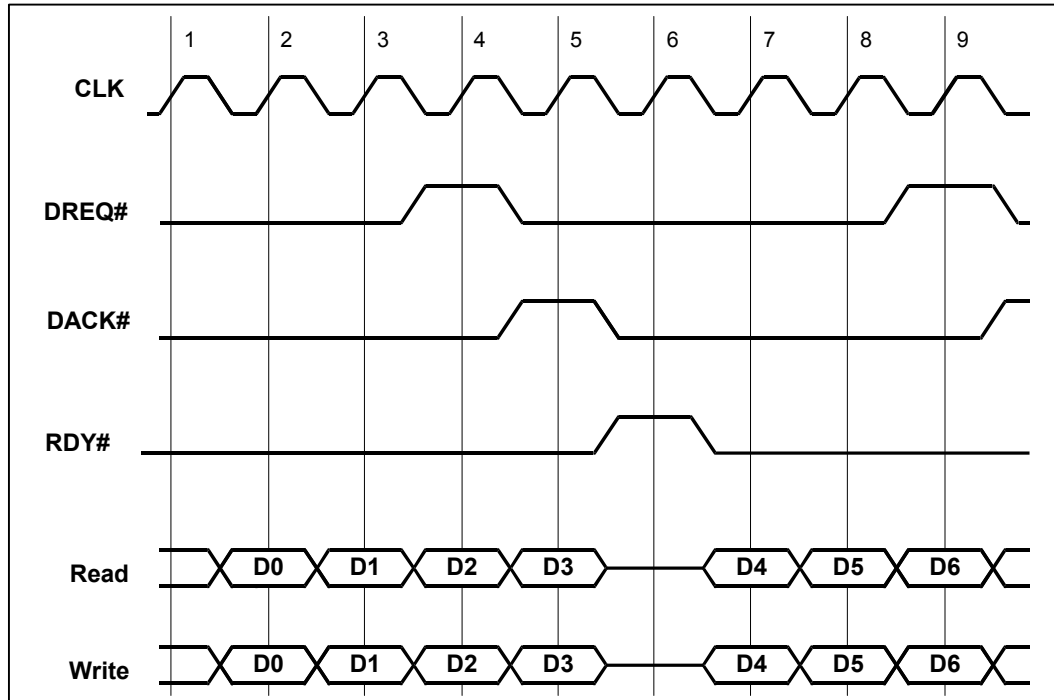 1 2 3 4 5 6 7 8 9
CLK
DREQ#
DACK#
RDY#
Read D0 D1 D2 D3 D4 D5 D6
Write D0 D1 D2 D3 D4 D5 D6